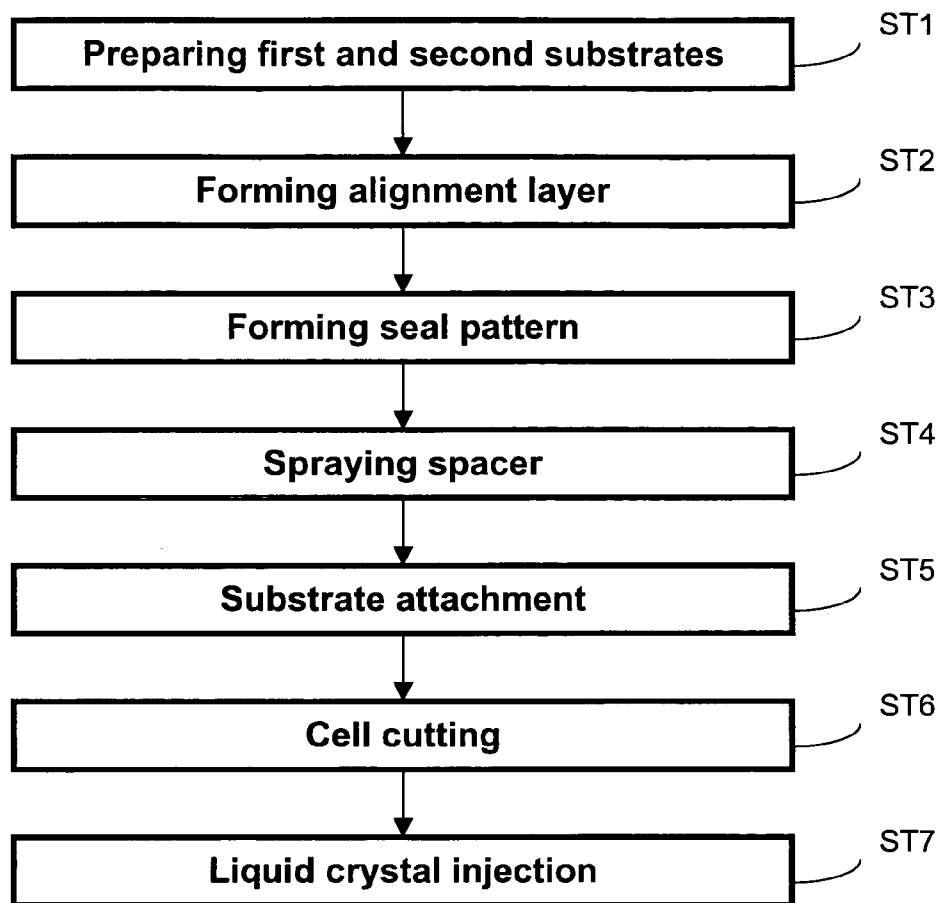 ST1
Preparing first and second substrates
ST2
Forming alignment layer
ST3
Forming seal pattern
ST4
Spraying spacer
ST5
Substrate attachment
ST6
Cell cutting
ST7
Liquid crystal injection